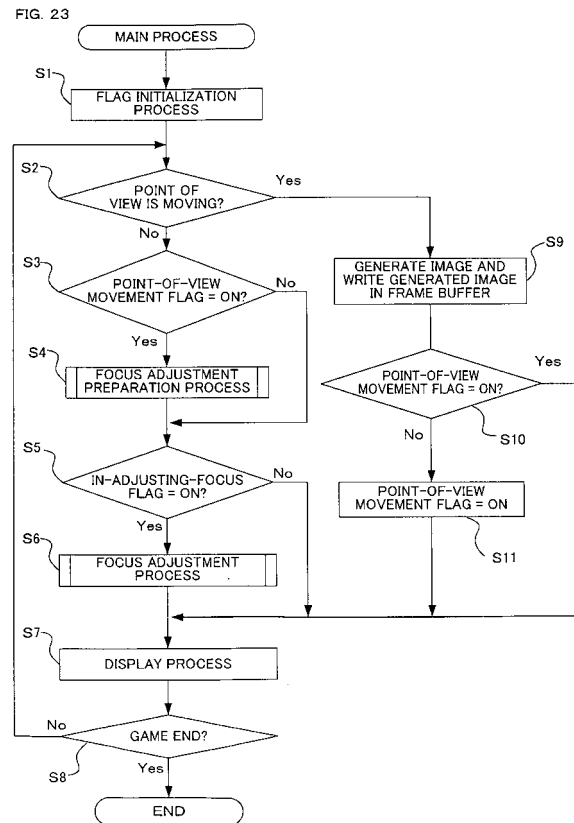 FIG. 23
MAIN PROCESS
S1
FLAG INITIALIZATION
PROCESS
S2
POINT OF
VIEW IS MOVING?
Yes
No
S3
POINT-OF-VIEW
MOVEMENT FLAG = ON?
No
Yes
S4
FOCUS ADJUSTMENT
PREPARATION PROCESS
S5
IN-ADJUSTING-FOCUS
FLAG = ON?
No
Yes
S6
FOCUS ADJUSTMENT
PROCESS
S7
DISPLAY PROCESS
No
GAME END?
S8
Yes
END
S9
GENERATE IMAGE AND
WRITE GENERATED IMAGE
IN FRAME BUFFER
POINT-OF-VIEW
MOVEMENT FLAG = ON?
Yes
S10
No
POINT-OF-VIEW
MOVEMENT FLAG = ON
S11